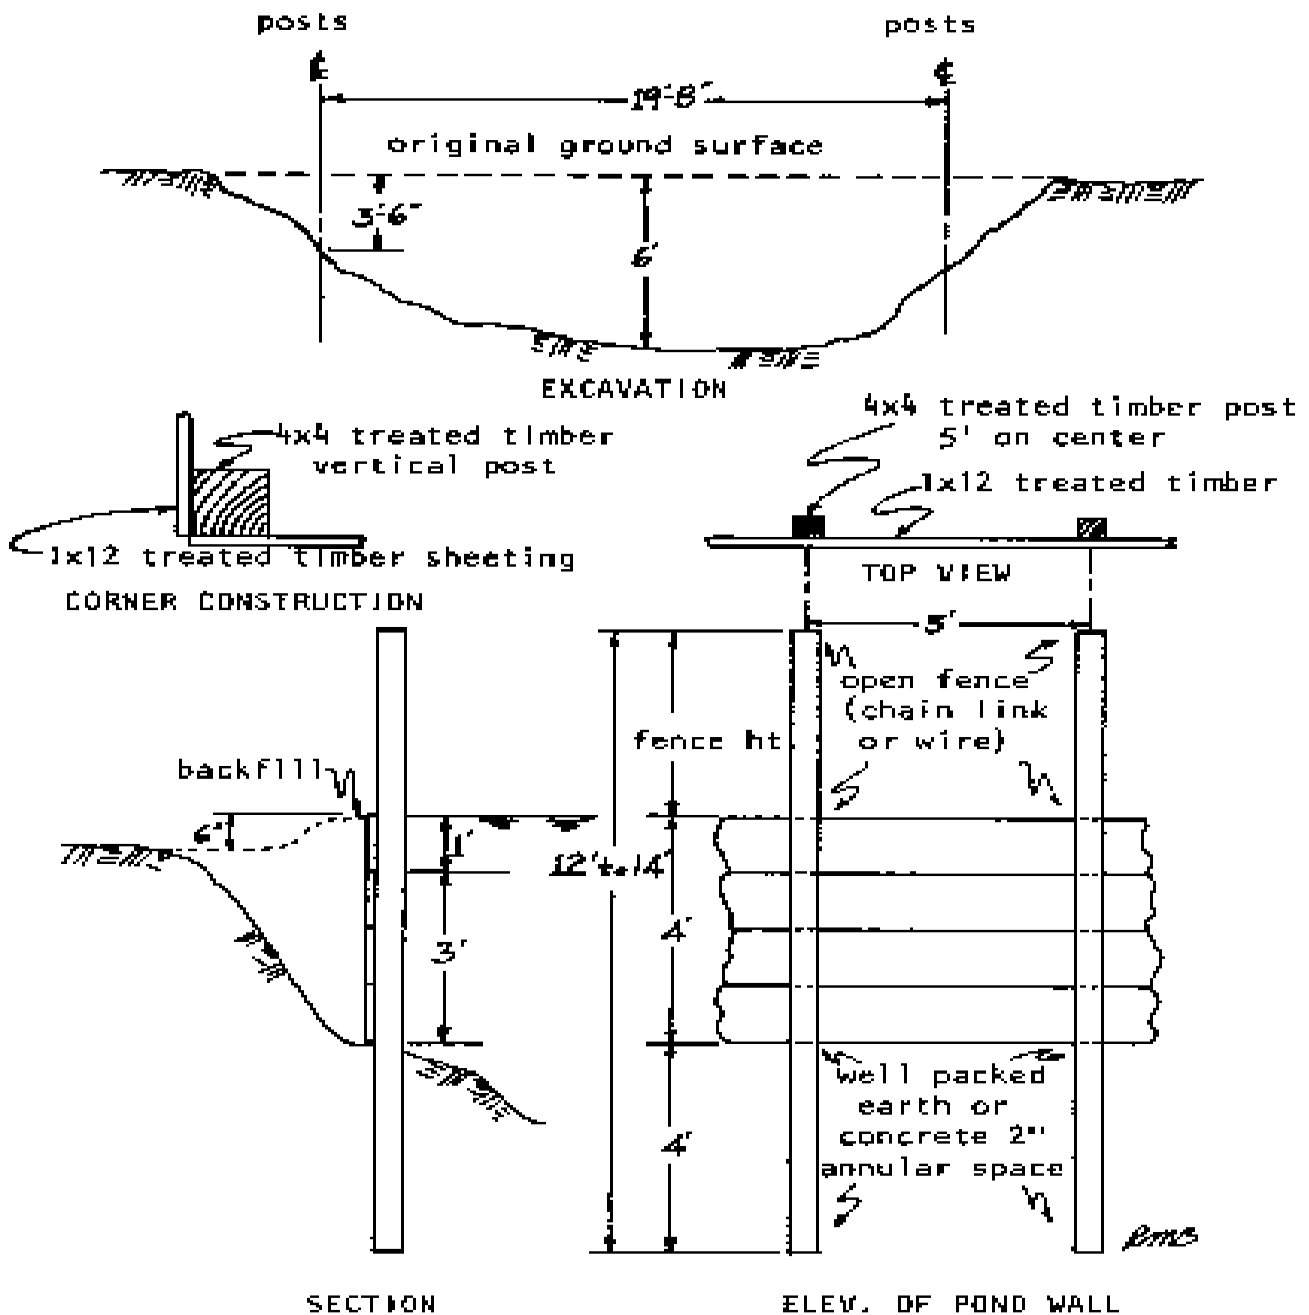 posts posts
℄ ℄
19'-8"
original ground surface
3'-6"
6'
EXCAVATION
4x4 treated timber post
5' on center
1x12 treated timber
TOP VIEW
4x4 treated timber
vertical post
1x12 treated timber sheeting
CORNER CONSTRUCTION
5'
open fence
(chain link
or wire)
fence ht.
backfill
6"
1'
12' to 14'
3'
4'
well packed
earth or
concrete 2"
annular space
4'
RMS
SECTION
ELEV. OF POND WALL